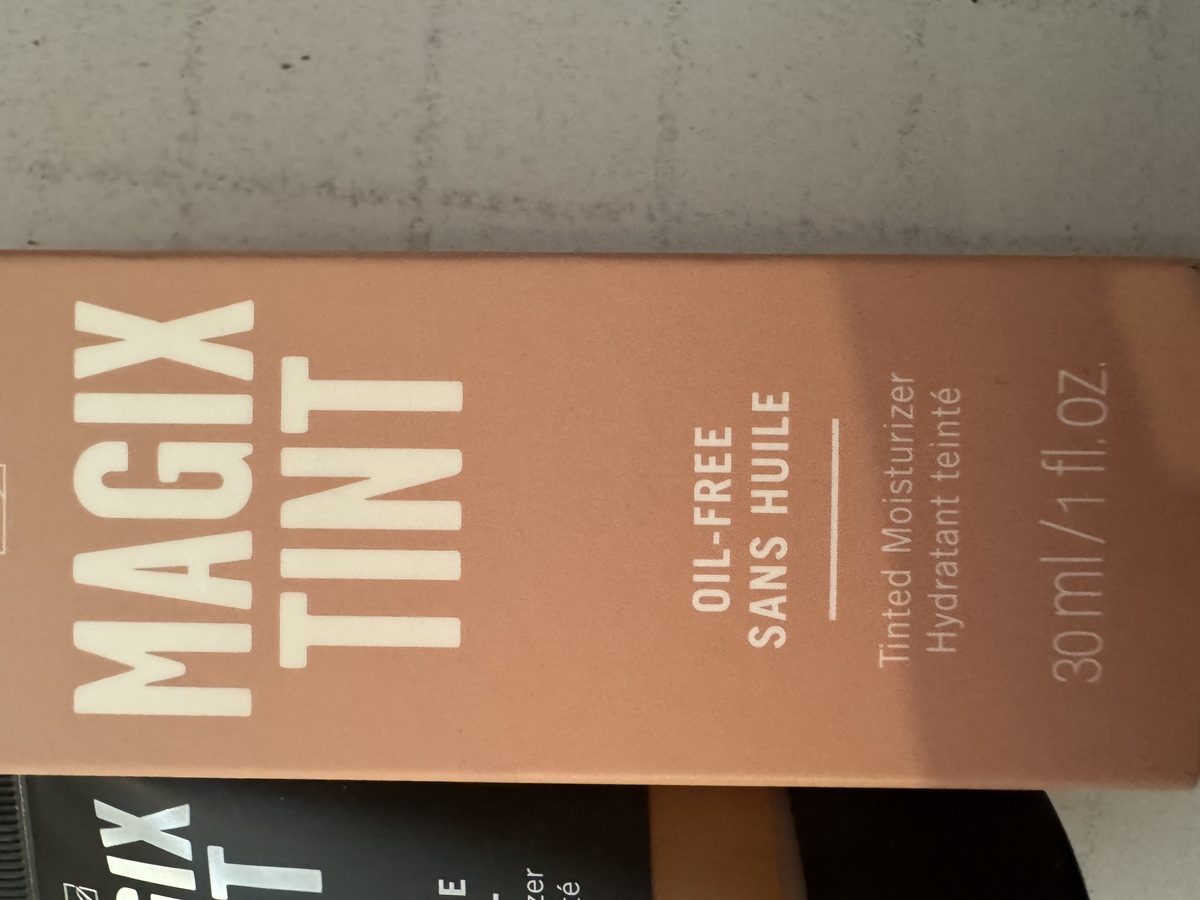 MAGIX
TINT
OIL-FREE
SANS HUILE
Tinted Moisturizer
Hydratant teinté
30 ml / 1 fl. oz.